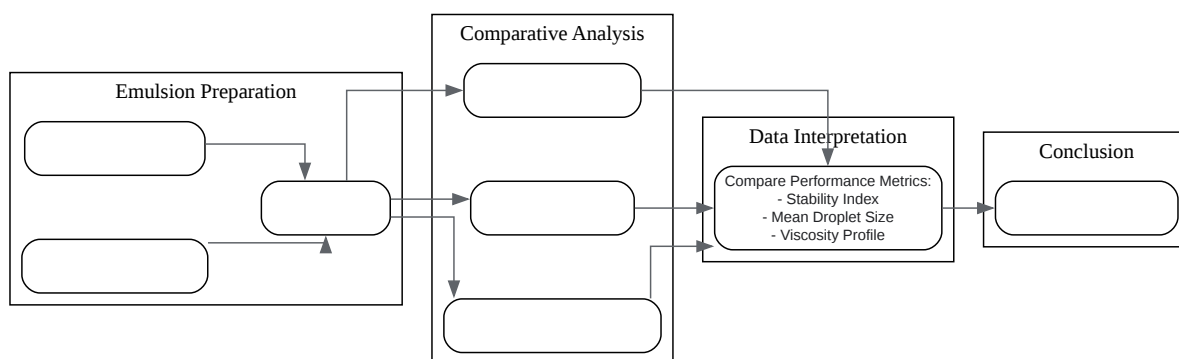 Comparative Analysis
Emulsion Preparation
Data Interpretation
Compare Performance Metrics:
- Stability Index
- Mean Droplet Size
- Viscosity Profile
Conclusion